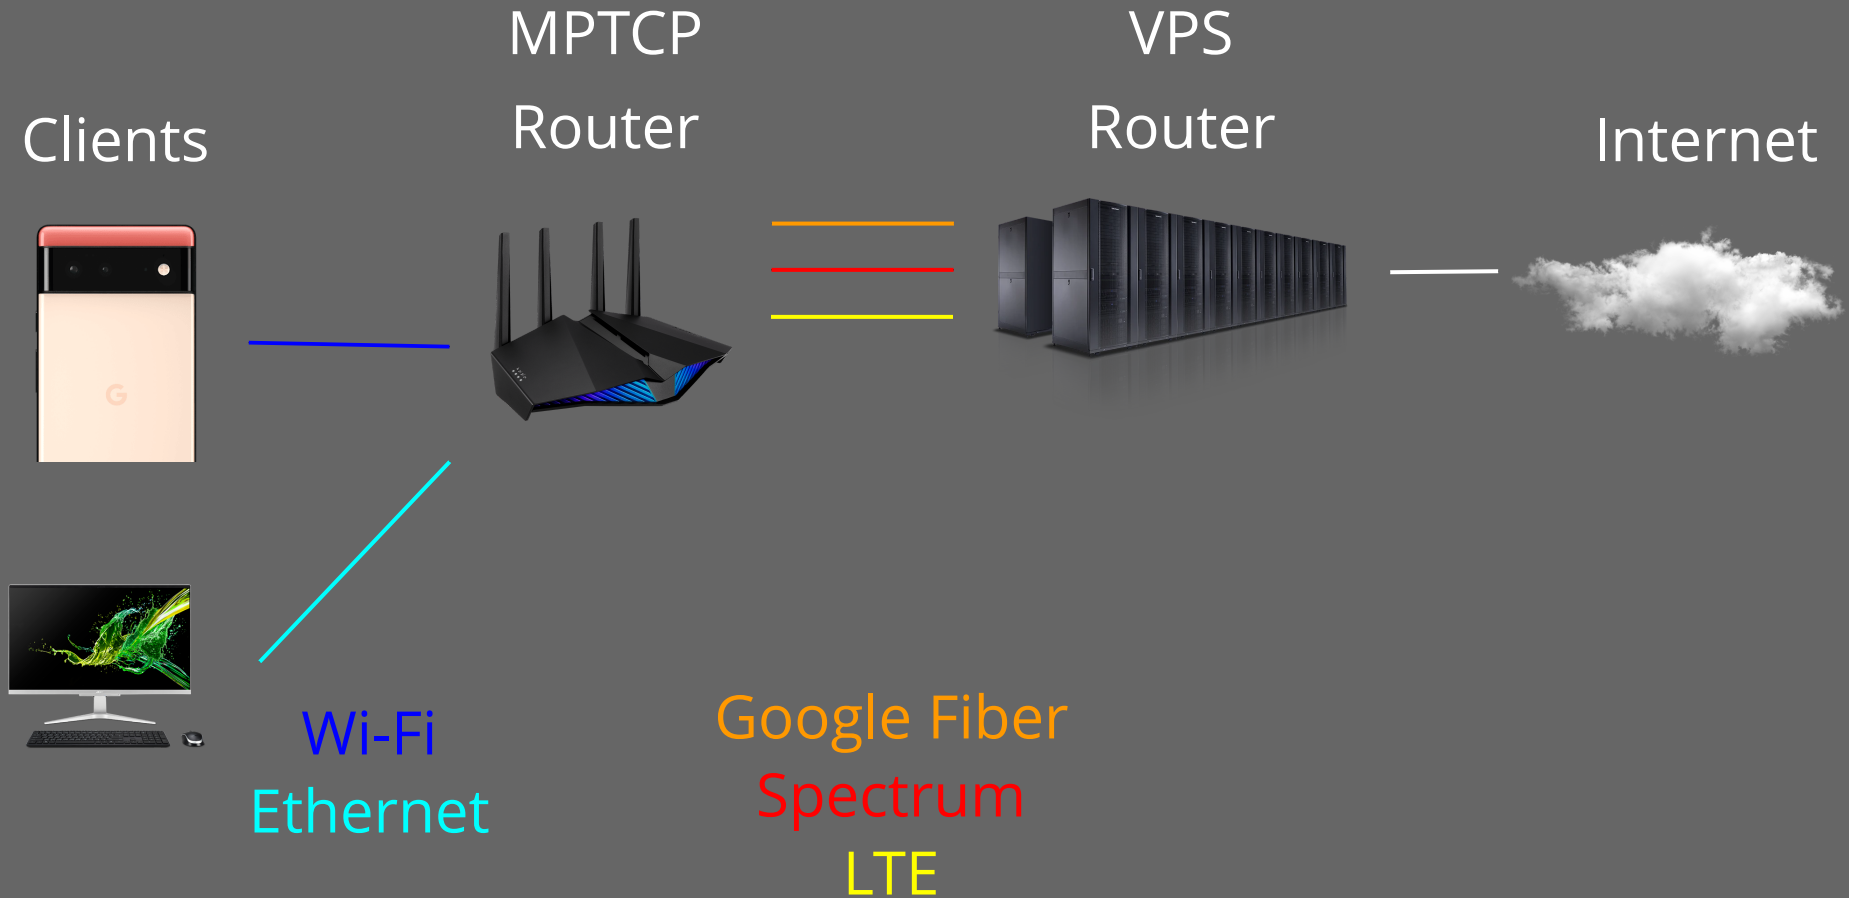 MPTCP
Router
VPS
Router
Clients
Internet
G
Wi-Fi
Ethernet
Google Fiber
Spectrum
LTE